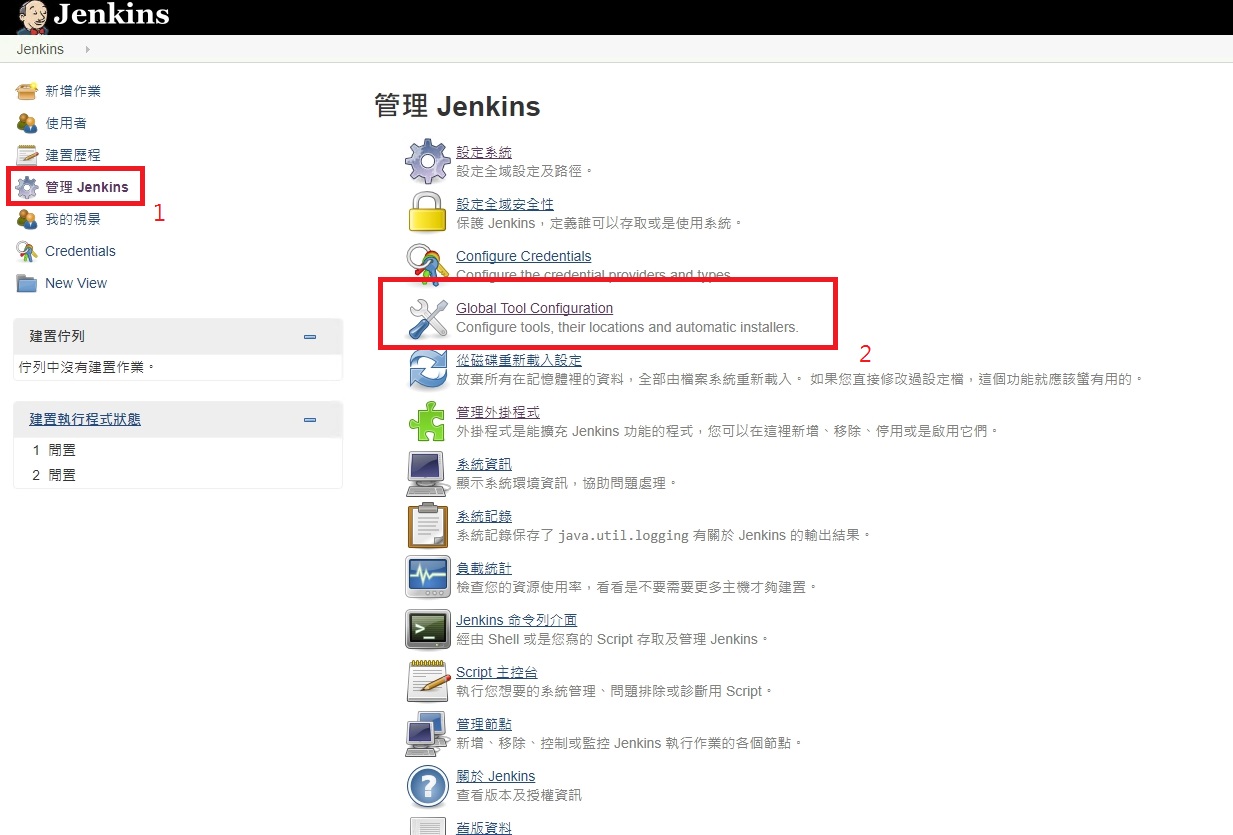 Jenkins
Jenkins
新增作業
使用者
建置歷程
管理 Jenkins
1
我的視景
Credentials
New View
建置佇列
佇列中沒有建置作業。
建置執行程式狀態
1 閒置
2 閒置
管理 Jenkins
設定系統
設定全域設定及路徑。
設定全域安全性
保護 Jenkins，定義誰可以存取或是使用系統。
Configure Credentials
Configure the credential providers and types
Global Tool Configuration
Configure tools, their locations and automatic installers.
2
從磁碟重新載入設定
放棄所有在記憶體裡的資料，全部由檔案系統重新載入。 如果您直接修改過設定檔，這個功能就應該蠻有用的。
管理外掛程式
外掛程式是能擴充 Jenkins 功能的程式，您可以在這裡新增、移除、停用或是啟用它們。
系統資訊
顯示系統環境資訊，協助問題處理。
系統記錄
系統記錄保存了 java.util.logging 有關於 Jenkins 的輸出結果。
負載統計
檢查您的資源使用率，看看是不要需要更多主機才夠建置。
Jenkins 命令列介面
經由 Shell 或是您寫的 Script 存取及管理 Jenkins。
Script 主控台
執行您想要的系統管理、問題排除或診斷用 Script。
管理節點
新增、移除、控制或監控 Jenkins 執行作業的各個節點。
關於 Jenkins
查看版本及授權資訊
舊版資料